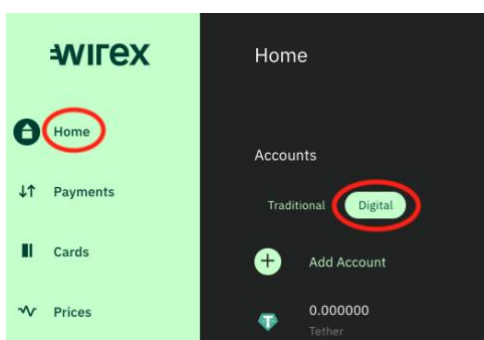 wirex
Home
Payments
Cards
Prices
Home
Accounts
Traditional Digital
Add Account
0.000000
Tether